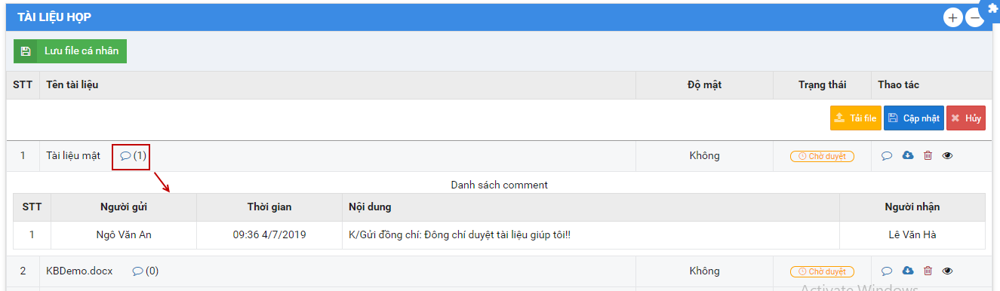 TÀI LIỆU HỌP
Lưu file cá nhân
STT Tên tài liệu Độ mật Trạng thái Thao tác
Tải file Cập nhật Hủy
1 Tài liệu mật (1) Không Chờ duyệt
Danh sách comment
STT Người gửi Thời gian Nội dung Người nhận
1 Ngô Văn An 09:36 4/7/2019 K/Gửi đồng chí: Đông chí duyệt tài liệu giúp tôi!! Lê Văn Hà
2 KBDemo.docx (0) Không Chờ duyệt
Activate Windows